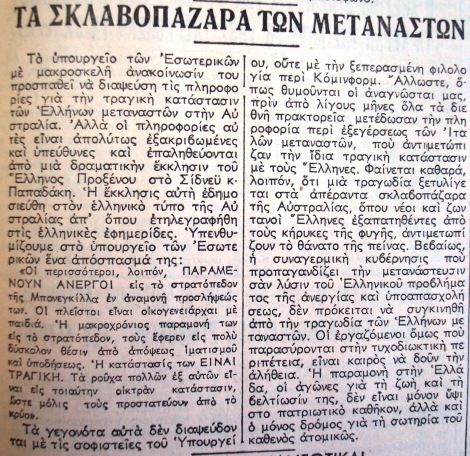 ΤΑ ΣΚΛΑΒΟΠΑΖΑΡΑ ΤΩΝ ΜΕΤΑΝΑΣΤΩΝ
Τὸ ὑπουργεῖο τῶν Ἐσωτερικῶν
μὲ μακροσκελῆ ἀνακοίνωσίν του
προσπαθεῖ νὰ διαψεύση τὶς πληροφο
ρίες γιὰ τὴν τραγικὴ κατάστασιν
τῶν Ἑλλήνων μεταναστῶν στὴν Αὐ
στραλία. Ἀλλὰ οἱ πληροφορίες αὐ
τὲς εἶναι ἀπολύτως ἐξακριβωμένες
καὶ ὑπεύθυνες καὶ ἐπαληθεύονται
ἀπὸ μιὰ δραματικὴν ἔκκλησιν τοῦ
Ἕλληνος Προξένου στὸ Σίδνεϋ κ.
Παπαδάκη. Ἡ ἔκκλησις αὐτὴ ἐδημο
σιεύθη στὸν ἑλληνικὸ τύπο τῆς Αὐ
στραλίας ἀπ' ὅπου ἐτηλεγραφήθη
στὶς ἑλληνικὲς ἐφημερίδες. Ὑπενθυ
μίζουμε στὸ ὑπουργεῖο τῶν Ἐσωτε
ρικῶν ἕνα ἀπόσπασμά της:
«Οἱ περισσότεροι, λοιπόν, ΠΑΡΑΜΕ
ΝΟΥΝ ΑΝΕΡΓΟΙ εἰς τὸ στρατόπεδον
τῆς Μπονεγκίλλα ἐν ἀναμονῇ προσλήψεώς
των. Οἱ πλεῖστοι εἶναι οἰκογενειάρχαι μὲ
παιδιά. Ἡ μακροχρόνιος παραμονή των
εἰς τὸ στρατόπεδον, τοὺς ἔφερεν εἰς πολὺ
δύσκολον θέσιν ἀπὸ ἀπόψεως ἱματισμοῦ
καὶ ὑποδήσεως. Ἡ κατάστασίς των ΕΙΝΑΙ
ΤΡΑΓΙΚΗ. Τὰ ροῦχα πολλῶν ἐξ αὐτῶν εἶναι
εἰς τοιαύτην οἰκτρὰν κατάστασιν,
ὥστε μόλις τοὺς προστατεύουν ἀπὸ τὸ
κρύο».
Τὰ γεγονότα αὐτὰ δὲν διαψεύδον
ται μὲ τὶς σοφιστεῖες τοῦ Ὑπουργεί
ου, οὔτε μὲ τὴν ξεπερασμένη φιλολο
γία περὶ Κόμινφορμ. Ἄλλωστε, ὅ
πως θυμοῦνται οἱ ἀναγνῶσται μας,
πρὶν ἀπὸ λίγους μῆνες ὅλα τὰ διε
θνῆ πρακτορεῖα μετέδωσαν τὴν πλη
ροφορία περὶ ἐξεγέρσεως τῶν Ἰτα
λῶν μεταναστῶν, ποὺ ἀντιμετώπι
ζαν τὴν ἴδια τραγικὴ κατάστασιν
μὲ τοὺς Ἕλληνες. Φαίνεται καθαρά,
λοιπόν, ὅτι μιὰ τραγωδία ξετυλίγε
ται στὰ ἀπέραντα σκλαβοπάζαρα
τῆς Αὐστραλίας, ὅπου νέοι καὶ ζων
τανοὶ Ἕλληνες ἐξαπατηθέντες ἀπὸ
τοὺς κήρυκες τῆς φυγῆς, ἀντιμετωπί
ζουν τὸ θάνατο τῆς πείνας. Βεβαίως,
ἡ συναγερμικὴ κυβέρνησις ποὺ
προπαγανδίζει τὴν μετανάστευσιν
σὰν λύσιν τοῦ Ἑλληνικοῦ προβλήμα
τος τῆς ἀνεργίας καὶ ὑποαπασχολή
σεως, δὲν πρόκειται νὰ συγκινηθῆ
ἀπὸ τὴν τραγωδία τῶν Ἑλλήνων με
ταναστῶν. Οἱ ἐργαζόμενοι ὅμως ποὺ
παρασύρονται στὴν τυχοδιωκτικὴ πε
ριπέτεια, εἶναι καιρὸς νὰ δοῦν τὴν
ἀλήθεια. Ἡ παραμονὴ στὴν Ἑλλά
δα, οἱ ἀγῶνες γιὰ τὴ ζωὴ καὶ τὴ
βελτίωσίν της, δὲν εἶναι μόνον ὕψι
στο πατριωτικὸ καθῆκον, ἀλλὰ καὶ
ὁ μόνος δρόμος γιὰ τὴ σωτηρία τοῦ
καθενὸς ἀτομικῶς.